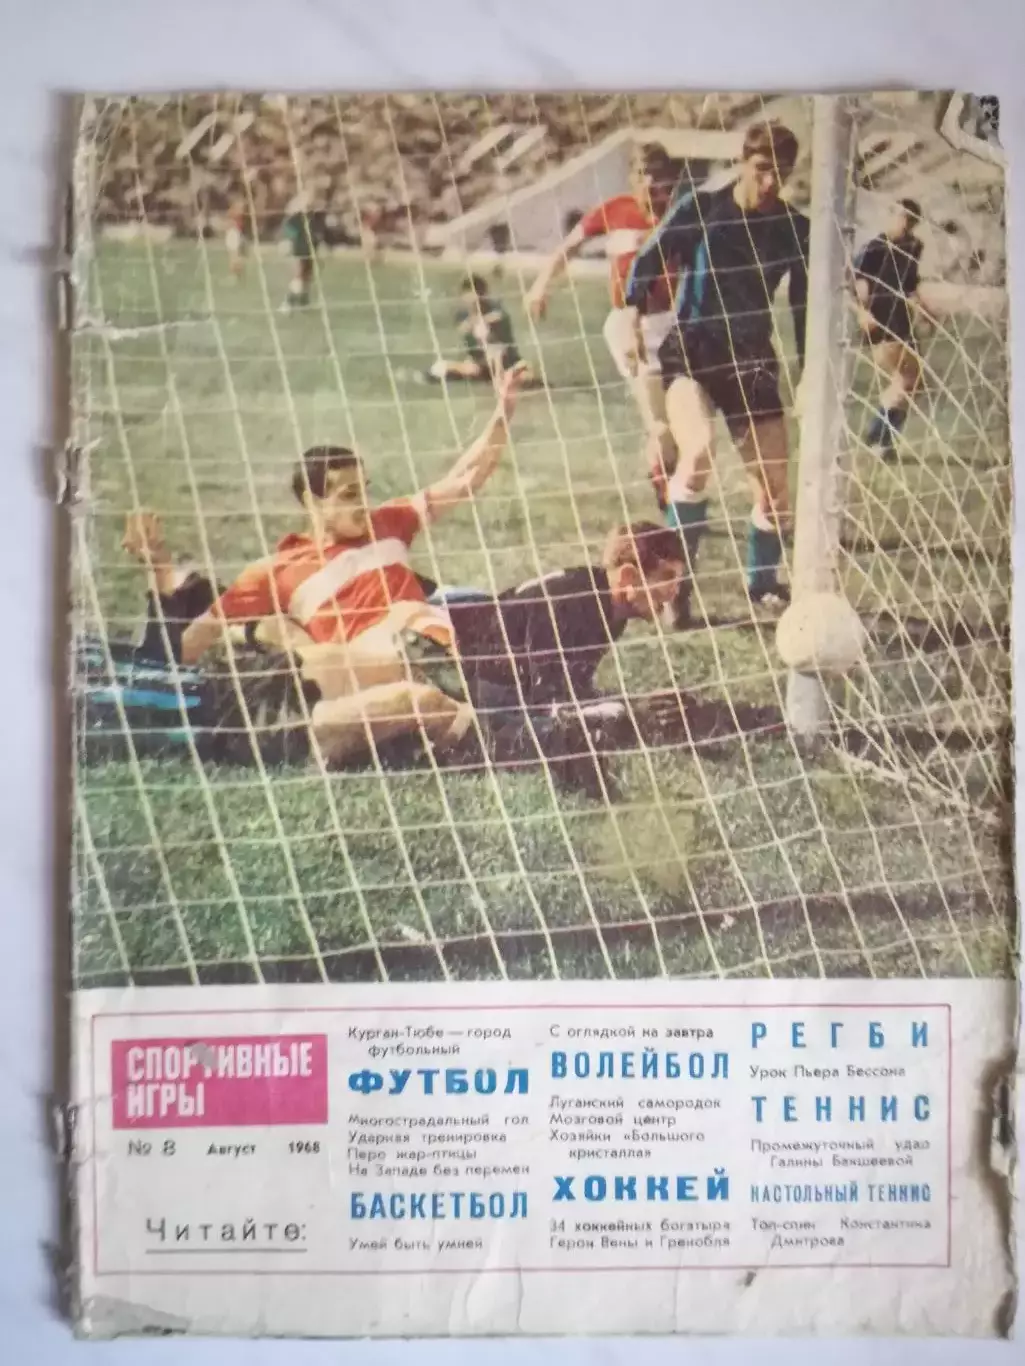 СПОРТИВНЫЕ
ИГРЫ
№ 8 Август 1968
Читайте:
Курган-Тюбе — город
футбольный
ФУТБОЛ
Многострадальный гол
Ударная тренировка
Перо жар-птицы
На Западе без перемен
БАСКЕТБОЛ
Умей быть умней
С оглядкой на завтра
ВОЛЕЙБОЛ
Луганский самородок
Мозговой центр
Хозяйки «Большого
кристалла»
ХОККЕЙ
34 хоккейных богатыря
Герои Вены и Гренобля
РЕГБИ
Урок Пьера Бессона
ТЕННИС
Промежуточный удар
Галины Бакшеевой
НАСТОЛЬНЫЙ ТЕННИС
Топ-спин Константина
Дмитрова